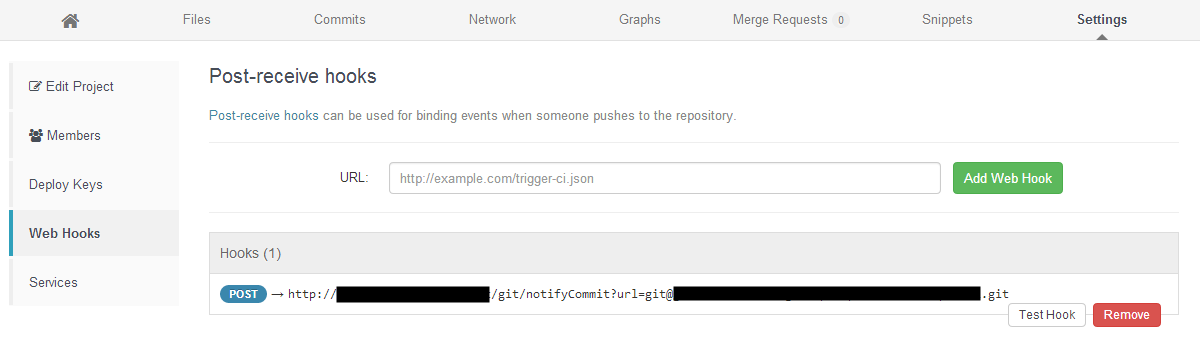 Files Commits Network Graphs Merge Requests 0 Snippets Settings
Edit Project
Members
Deploy Keys
Web Hooks
Services
Post-receive hooks
Post-receive hooks can be used for binding events when someone pushes to the repository.
URL: http://example.com/trigger-ci.json Add Web Hook
Hooks (1)
POST → http:// /git/notifyCommit?url=git@ .git
Test Hook Remove